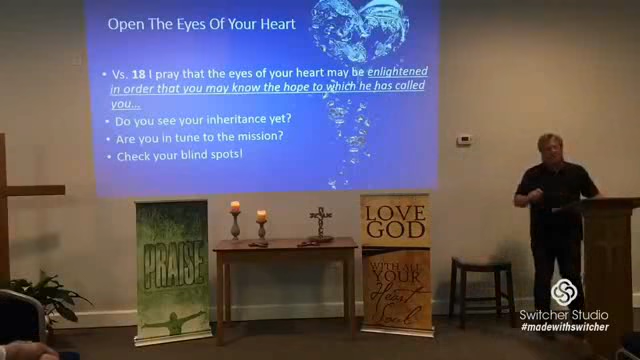 Open The Eyes Of Your Heart
• Vs. 18 I pray that the eyes of your heart may be enlightened
in order that you may know the hope to which he has called
you...
• Do you see your inheritance yet?
• Are you in tune to the mission?
• Check your blind spots!
PRAISE
LOVE
GOD
WITH ALL
YOUR
Heart
Soul
Switcher Studio
#madewithswitcher